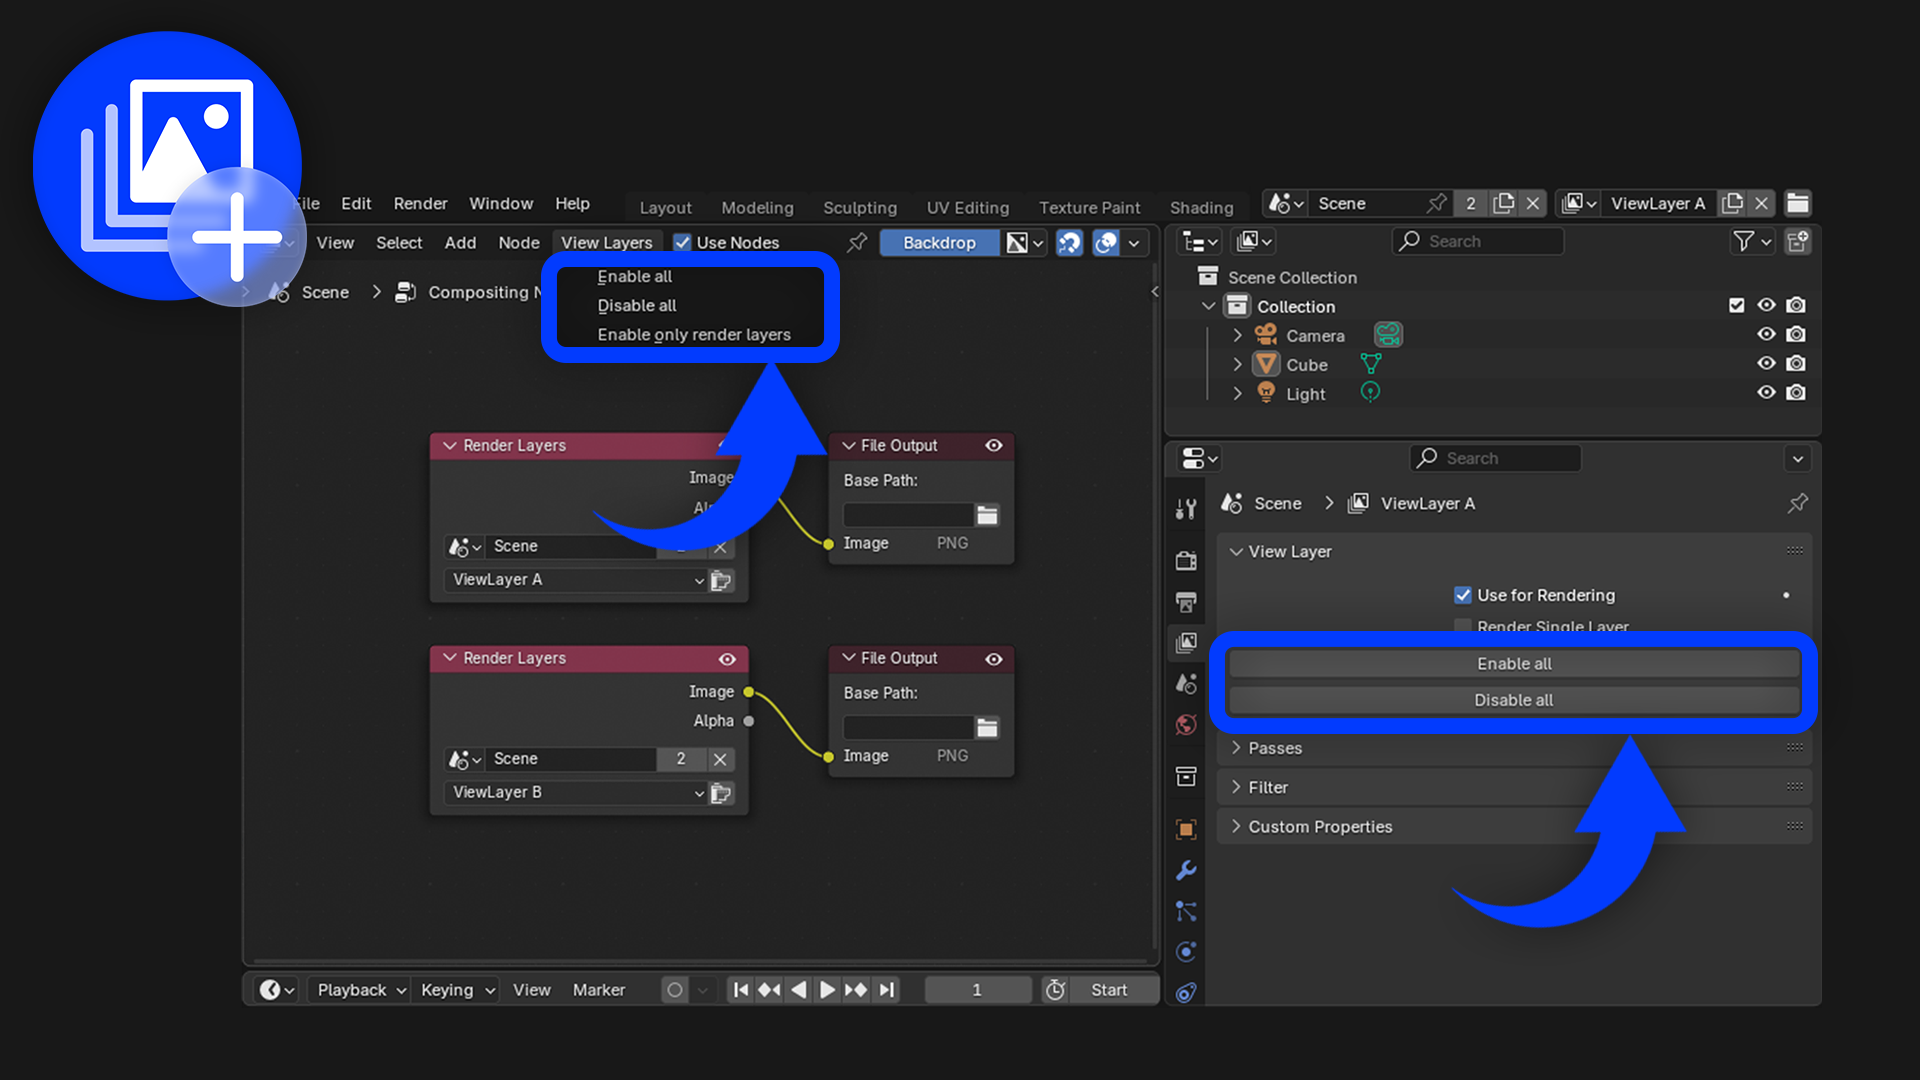 File Edit Render Window Help Layout Modeling Sculpting UV Editing Texture Paint Shading Scene 2 ViewLayer A
View Select Add Node View Layers Use Nodes Backdrop
Scene Compositing N
Enable all
Disable all
Enable only render layers
Render Layers
Image
Scene
ViewLayer A
File Output
Base Path:
Image PNG
Render Layers
Image
Alpha
Scene 2
ViewLayer B
File Output
Base Path:
Image PNG
Playback Keying View Marker 1 Start
Search
Scene Collection
Collection
Camera
Cube
Light
Search
Scene ViewLayer A
View Layer
Use for Rendering
Render Single Layer
Enable all
Disable all
Passes
Filter
Custom Properties